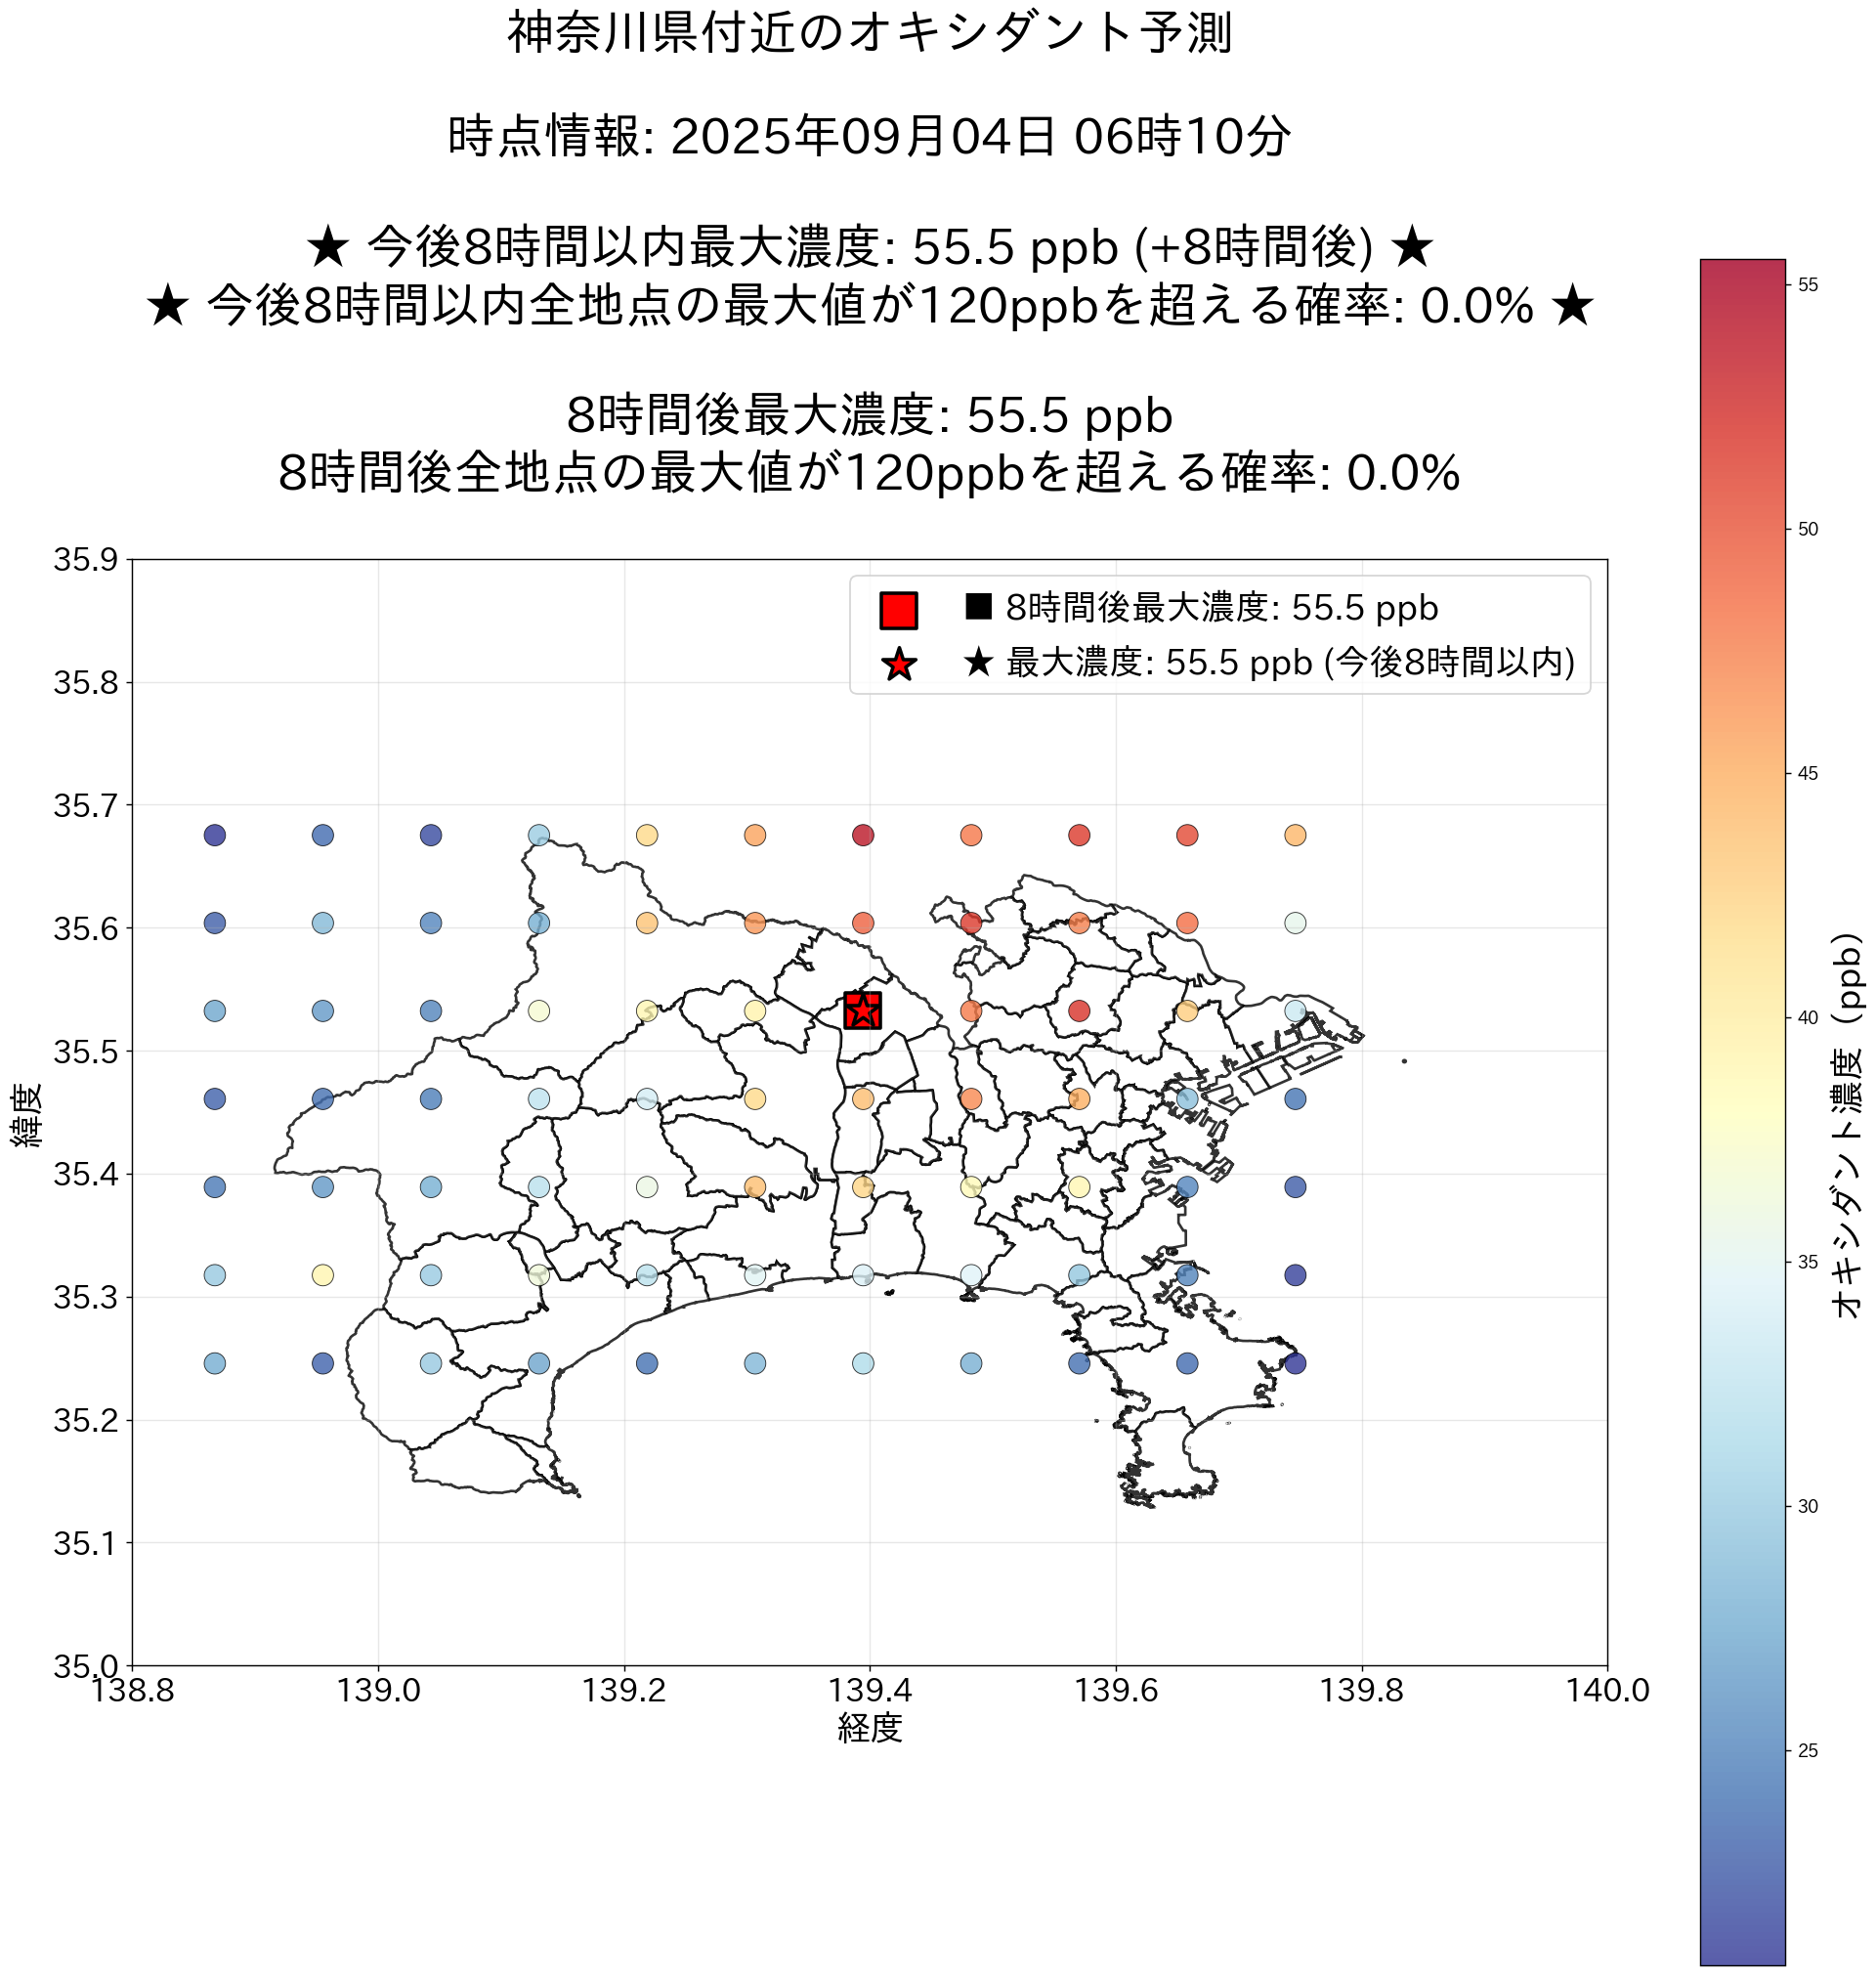 神奈川県付近のオキシダント予測
時点情報: 2025年09月04日 06時10分
★ 今後8時間以内最大濃度: 55.5 ppb (+8時間後) ★
★ 今後8時間以内全地点の最大値が120ppbを超える確率: 0.0% ★
8時間後最大濃度: 55.5 ppb
8時間後全地点の最大値が120ppbを超える確率: 0.0%
■ 8時間後最大濃度: 55.5 ppb
★ 最大濃度: 55.5 ppb (今後8時間以内)
35.9
35.8
35.7
35.6
35.5
35.4
35.3
35.2
35.1
35.0
緯度
138.8 139.0 139.2 139.4 139.6 139.8 140.0
経度
55
50
45
40
35
30
25
オキシダント濃度（ppb）